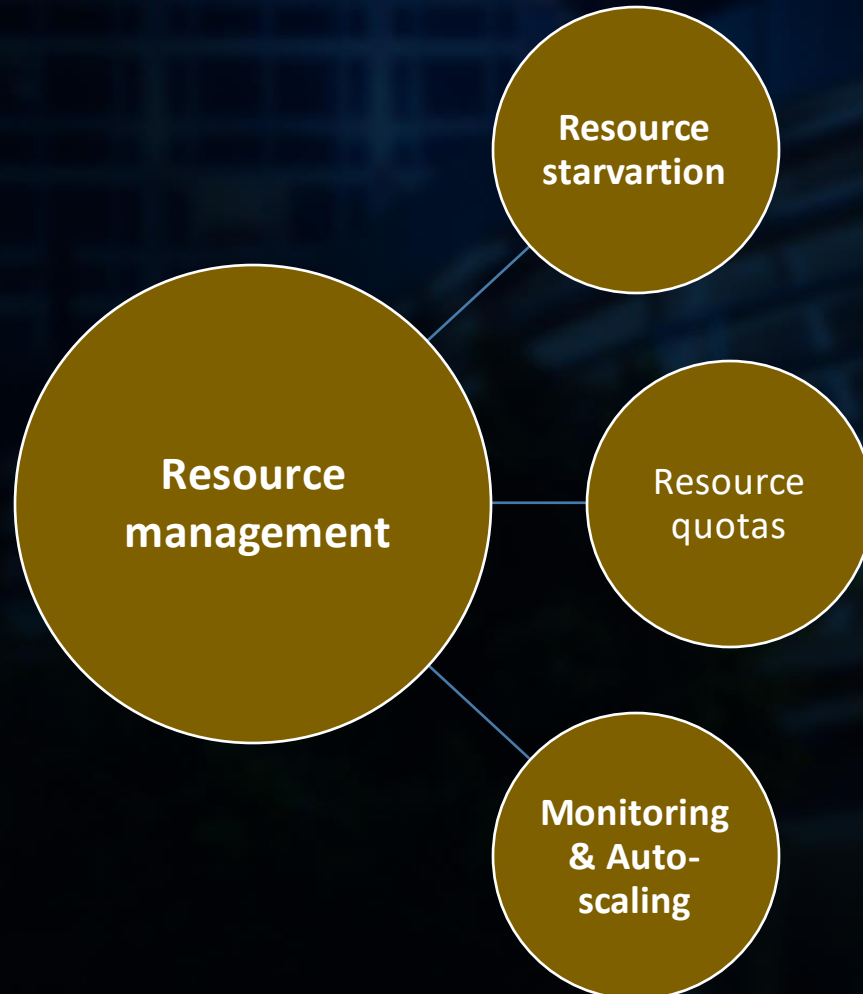 Resource
starvartion
Resource
management
Resource
quotas
Monitoring
& Auto-
scaling